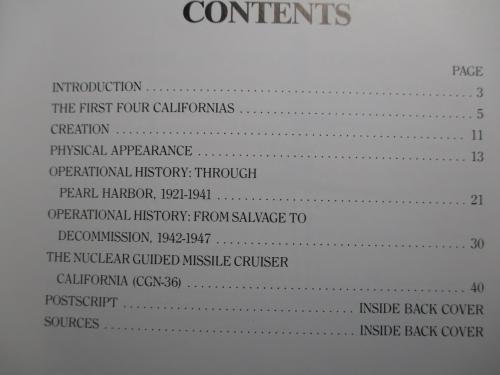 CONTENTS
PAGE
INTRODUCTION ........................................ 3
THE FIRST FOUR CALIFORNIAS ........................................ 5
CREATION ........................................ 11
PHYSICAL APPEARANCE ........................................ 13
OPERATIONAL HISTORY: THROUGH
PEARL HARBOR, 1921-1941 ........................................ 21
OPERATIONAL HISTORY: FROM SALVAGE TO
DECOMMISSION, 1942-1947 ........................................ 30
THE NUCLEAR GUIDED MISSILE CRUISER
CALIFORNIA (CGN-36) ........................................ 40
POSTSCRIPT ........................................ INSIDE BACK COVER
SOURCES ........................................ INSIDE BACK COVER